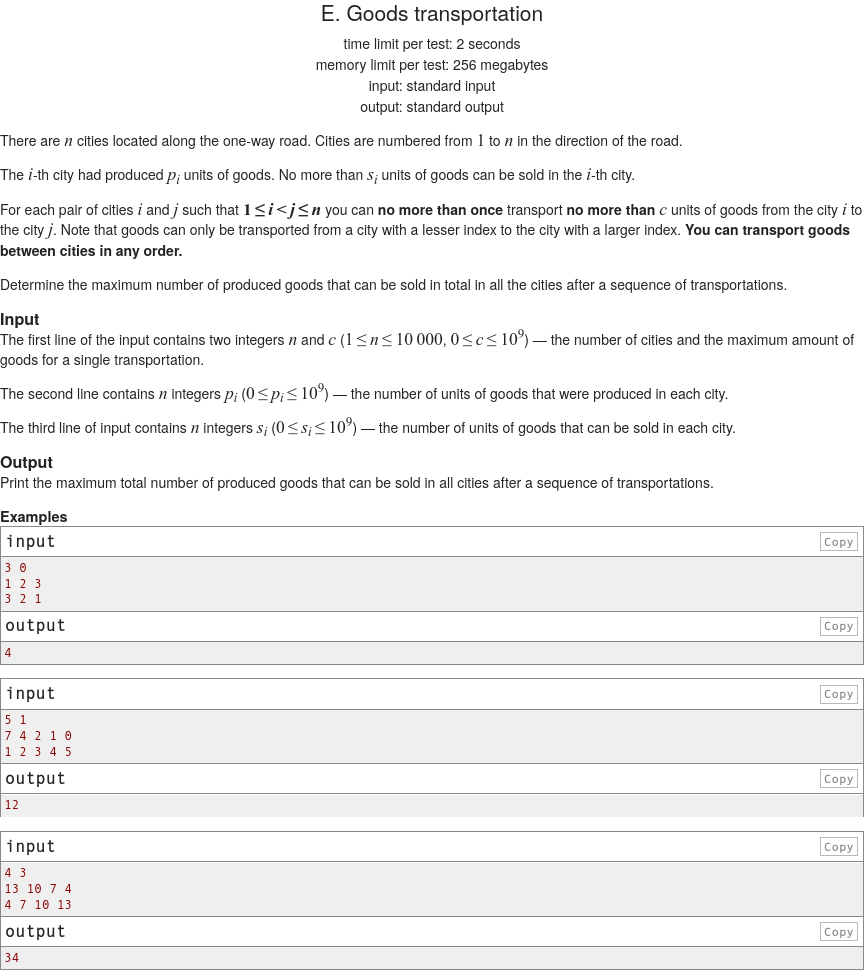 E. Goods transportation
time limit per test: 2 seconds
memory limit per test: 256 megabytes
input: standard input
output: standard output
There are n cities located along the one-way road. Cities are numbered from 1 to n in the direction of the road.
The i-th city had produced p_i units of goods. No more than s_i units of goods can be sold in the i-th city.
For each pair of cities i and j such that 1 ≤ i < j ≤ n you can no more than once transport no more than c units of goods from the city i to
the city j. Note that goods can only be transported from a city with a lesser index to the city with a larger index. You can transport goods
between cities in any order.
Determine the maximum number of produced goods that can be sold in total in all the cities after a sequence of transportations.
Input
The first line of the input contains two integers n and c (1 ≤ n ≤ 10 000, 0 ≤ c ≤ 10^9) — the number of cities and the maximum amount of
goods for a single transportation.
The second line contains n integers p_i (0 ≤ p_i ≤ 10^9) — the number of units of goods that were produced in each city.
The third line of input contains n integers s_i (0 ≤ s_i ≤ 10^9) — the number of units of goods that can be sold in each city.
Output
Print the maximum total number of produced goods that can be sold in all cities after a sequence of transportations.
Examples
input Copy
3 0
1 2 3
3 2 1
output Copy
4
input Copy
5 1
7 4 2 1 0
1 2 3 4 5
output Copy
12
input Copy
4 3
13 10 7 4
4 7 10 13
output Copy
34